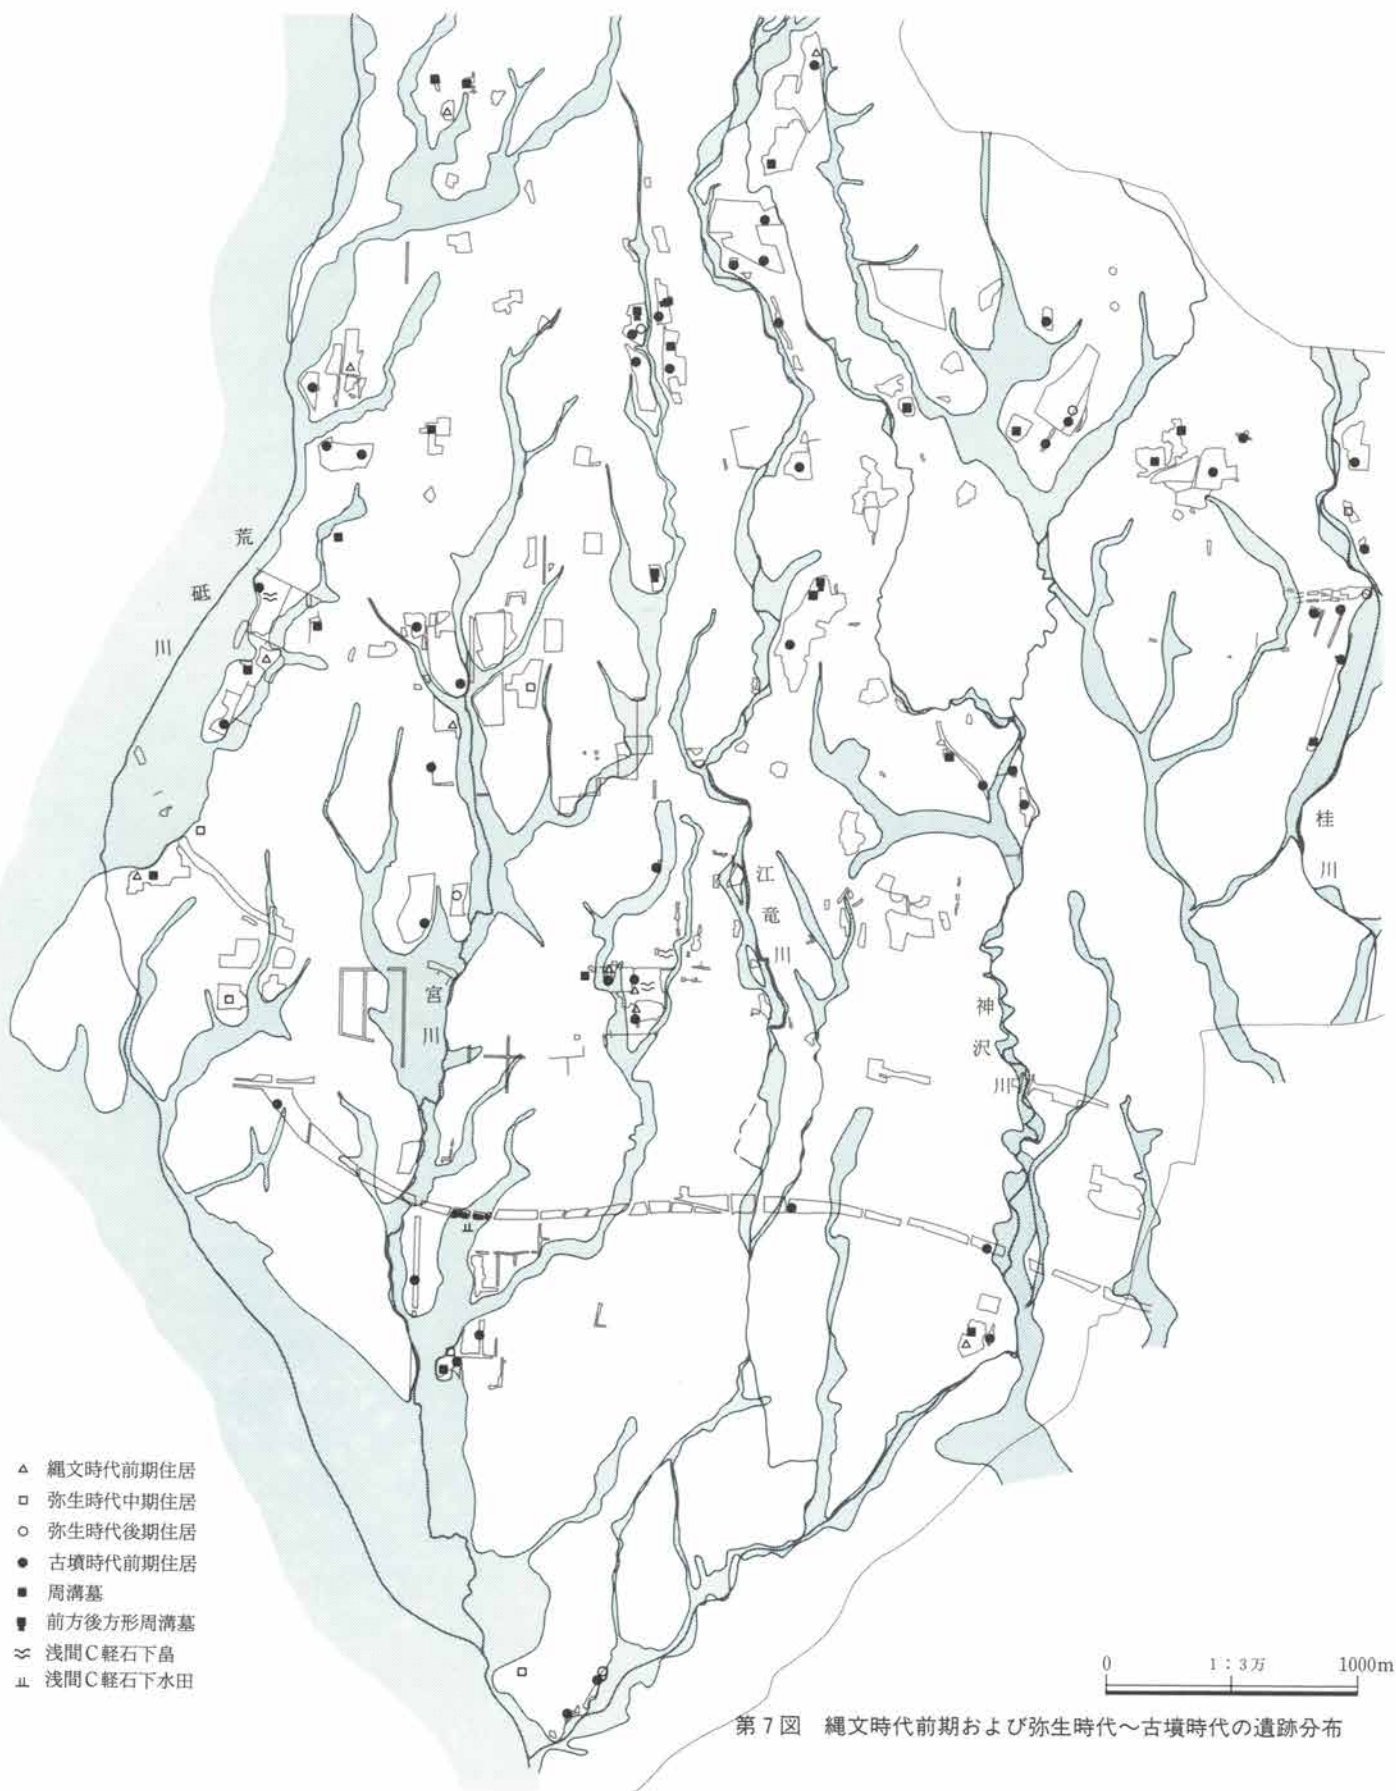 荒砥川
宮川
江竜川
神沢川
桂川
縄文時代前期住居
弥生時代中期住居
弥生時代後期住居
古墳時代前期住居
周溝墓
前方後方形周溝墓
浅間C軽石下畠
浅間C軽石下水田
0 1:3万 1000m
第7図 縄文時代前期および弥生時代～古墳時代の遺跡分布